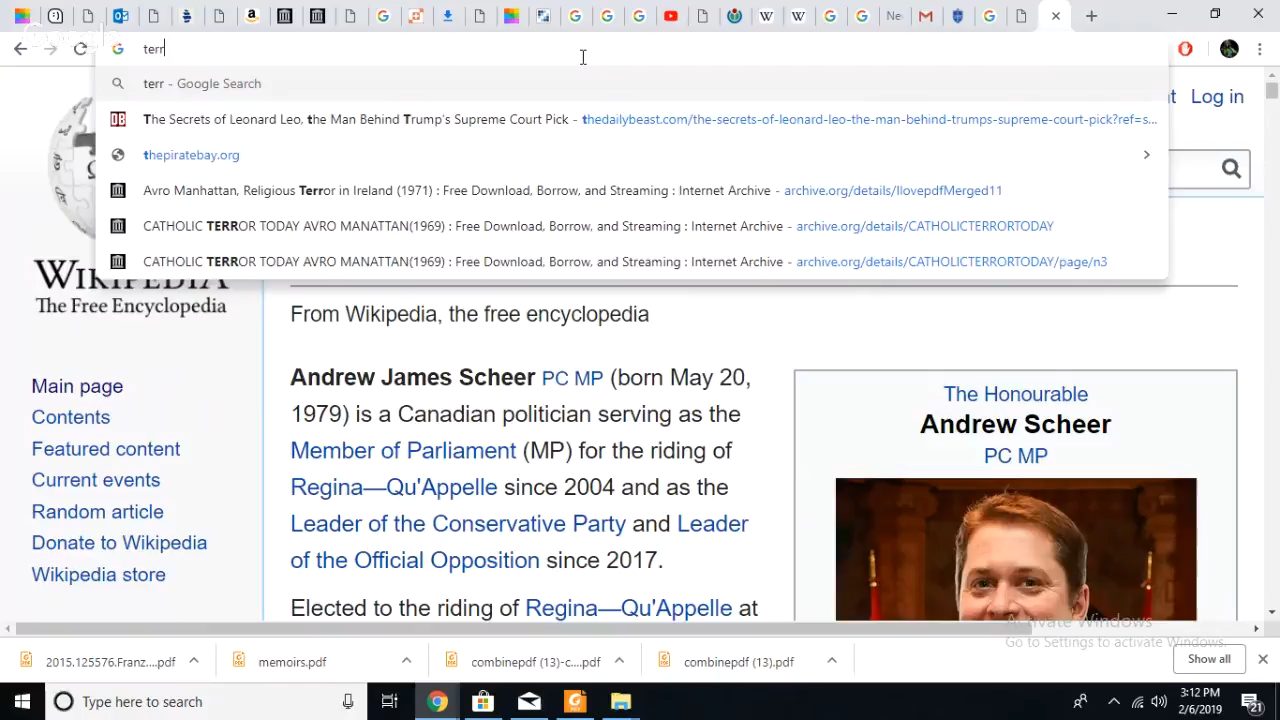 Google
terr
terr - Google Search
The Secrets of Leonard Leo, the Man Behind Trump's Supreme Court Pick - thedailybeast.com/the-secrets-of-leonard-leo-the-man-behind-trumps-supreme-court-pick?ref=s...
thepiratebay.org
Avro Manhattan, Religious Terror in Ireland (1971) : Free Download, Borrow, and Streaming : Internet Archive - archive.org/details/IlovepdfMerged11
CATHOLIC TERROR TODAY AVRO MANATTAN(1969) : Free Download, Borrow, and Streaming : Internet Archive - archive.org/details/CATHOLICTERRORTODAY
CATHOLIC TERROR TODAY AVRO MANATTAN(1969) : Free Download, Borrow, and Streaming : Internet Archive - archive.org/details/CATHOLICTERRORTODAY/page/n3
Log in
WIKIPEDIA
The Free Encyclopedia
Main page
Contents
Featured content
Current events
Random article
Donate to Wikipedia
Wikipedia store
From Wikipedia, the free encyclopedia
Andrew James Scheer PC MP (born May 20,
1979) is a Canadian politician serving as the
Member of Parliament (MP) for the riding of
Regina—Qu'Appelle since 2004 and as the
Leader of the Conservative Party and Leader
of the Official Opposition since 2017.
Elected to the riding of Regina—Qu'Appelle at
The Honourable
Andrew Scheer
PC MP
Activate Windows
Go to Settings to activate Windows.
2015.125576.Franz....pdf
memoirs.pdf
combinepdf (13)-c....pdf
combinepdf (13).pdf
Show all
Type here to search
3:12 PM
2/6/2019
21